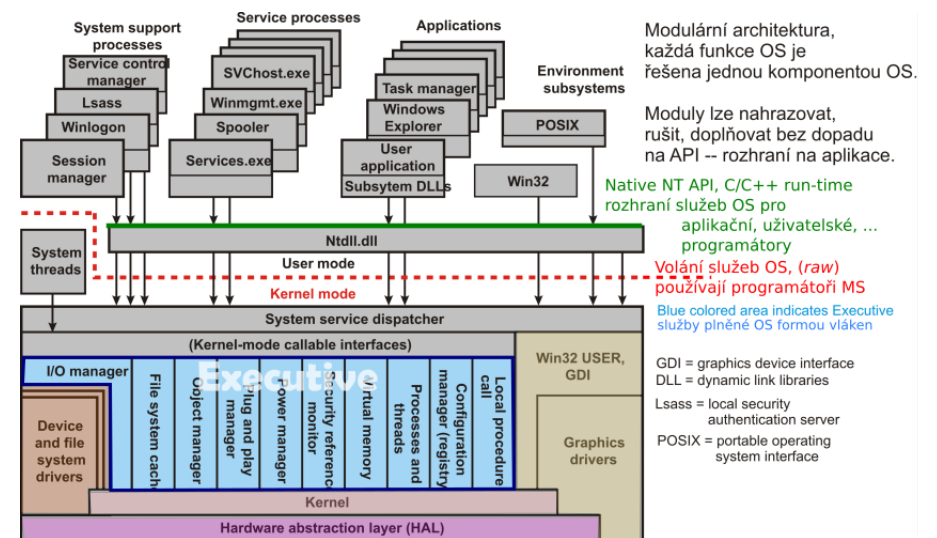 System support
processes
Service control
manager
Lsass
Winlogon
Session
manager
Service processes
SVChost.exe
Winmgmt.exe
Spooler
Services.exe
Applications
Task manager
Windows
Explorer
User
application
Subsytem DLLs
Environment
subsystems
POSIX
Win32
Modulární architektura,
každá funkce OS je
řešena jednou komponentou OS.
Moduly lze nahrazovat,
rušit, doplňovat bez dopadu
na API -- rozhraní na aplikace.
Native NT API, C/C++ run-time
rozhraní služeb OS pro
aplikační, uživatelské, ...
programátory
System
threads
Ntdll.dll
User mode
Kernel mode
Volání služeb OS, (raw)
používají programátoři MS
System service dispatcher
(Kernel-mode callable interfaces)
Blue colored area indicates Executive
služby plněné OS formou vláken
I/O manager
Executive
File system cach
Object manager
Plug and play
manager
Power manager
Security reference
monitor
Virtual memory
Processes and
threads
Configuration
manager (registry
Local procedure
call
Win32 USER,
GDI
Device
and file
system
drivers
Graphics
drivers
Kernel
Hardware abstraction layer (HAL)
GDI = graphics device interface
DLL = dynamic link libraries
Lsass = local security
authentication server
POSIX = portable operating
system interface